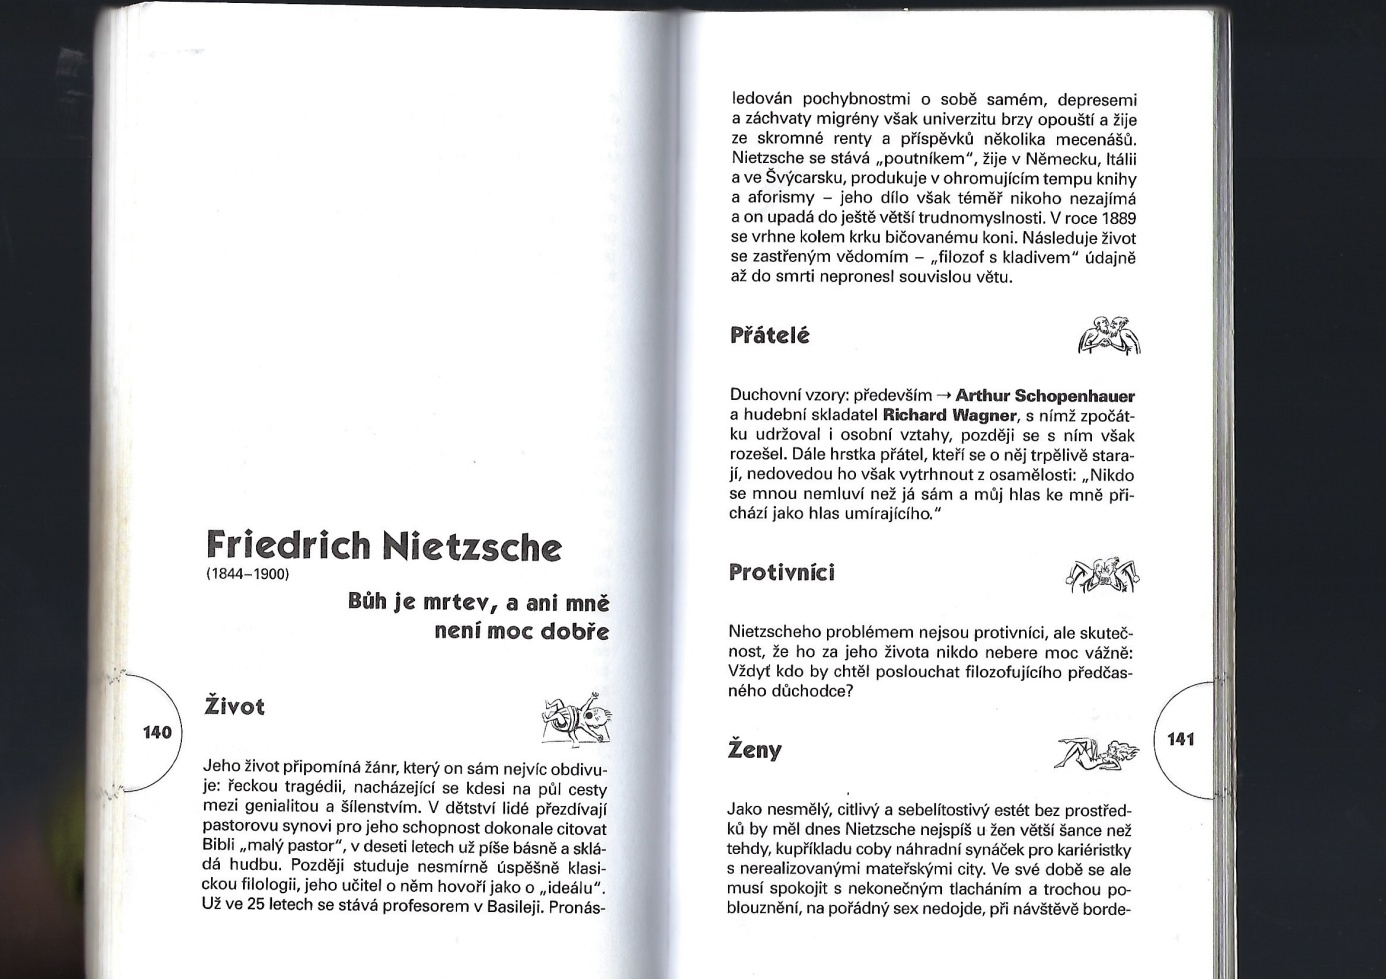 Friedrich Nietzsche
(1844–1900)
Bůh je mrtev, a ani mně
není moc dobře
Život
140
Jeho život připomíná žánr, který on sám nejvíc obdivu-
je: řeckou tragédii, nacházející se kdesi na půl cesty
mezi genialitou a šílenstvím. V dětství lidé přezdívají
pastorovu synovi pro jeho schopnost dokonale citovat
Bibli „malý pastor“, v deseti letech už píše básně a sklá-
dá hudbu. Později studuje nesmírně úspěšně klasic-
ckou filologii, jeho učitel o něm hovoří jako o „ideálu“.
Už ve 25 letech se stává profesorem v Basileji. Pronás-
ledován pochybnostmi o sobě samém, depresemi
a záchvaty migrény však univerzitu brzy opouští a žije
ze skromné renty a příspěvků několika mecenášů.
Nietzsche se stává „poutníkem“, žije v Německu, Itálii
a ve Švýcarsku, produkuje v ohromujícím tempu knihy
a aforismy – jeho dílo však téměř nikoho nezajímá
a on upadá do ještě větší trudnomyslnosti. V roce 1889
se vrhne kolem krku bičovanému koni. Následuje život
se zastřeným vědomím – „filozof s kladivem“ údajně
až do smrti nepronesl souvislou větu.
Přátelé
Duchovní vzory: především → Arthur Schopenhauer
a hudební skladatel Richard Wagner, s nímž zpočát-
ku udržoval i osobní vztahy, později se s ním však
rozešel. Dále hrstka přátel, kteří se o něj trpělivě stara-
jí, nedovedou ho však vytrhnout z osamělosti: „Nikdo
se mnou nemluví než já sám a můj hlas ke mně při-
chází jako hlas umírajícího.“
Protivníci
Nietzscheho problémem nejsou protivníci, ale skuteč-
nost, že ho za jeho života nikdo nebere moc vážně:
Vždyť kdo by chtěl poslouchat filozofujícího předčas-
ného důchodce?
Ženy
141
Jako nesmělý, citlivý a sebelítostivý estét bez prostřed-
ků by měl dnes Nietzsche nejspíš u žen větší šance než
tehdy, kupříkladu coby náhradní synáček pro kariéristky
s nerealizovanými mateřskými city. Ve své době se ale
musí spokojit s nekonečným tlacháním a trochou po-
blouznění, na pořádný sex nedojde, při návštěvě borde-